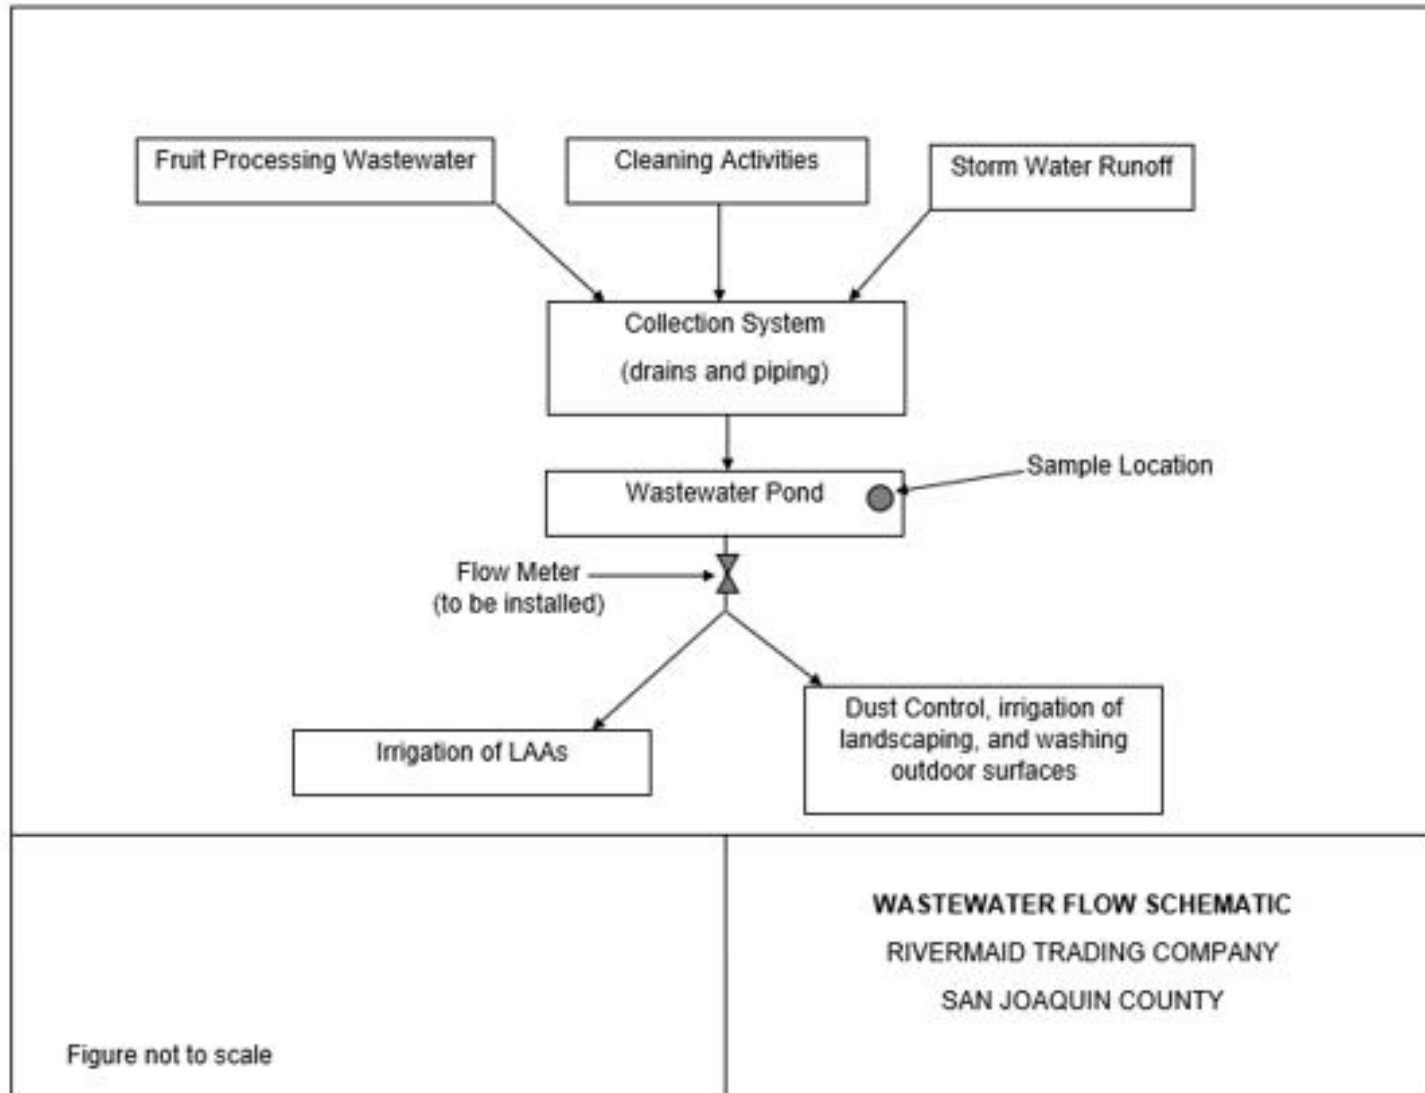 Fruit Processing Wastewater
Cleaning Activities
Storm Water Runoff
Collection System
(drains and piping)
Sample Location
Wastewater Pond
Flow Meter
(to be installed)
Irrigation of LAAs
Dust Control, irrigation of
landscaping, and washing
outdoor surfaces
WASTEWATER FLOW SCHEMATIC
RIVERMAID TRADING COMPANY
SAN JOAQUIN COUNTY
Figure not to scale